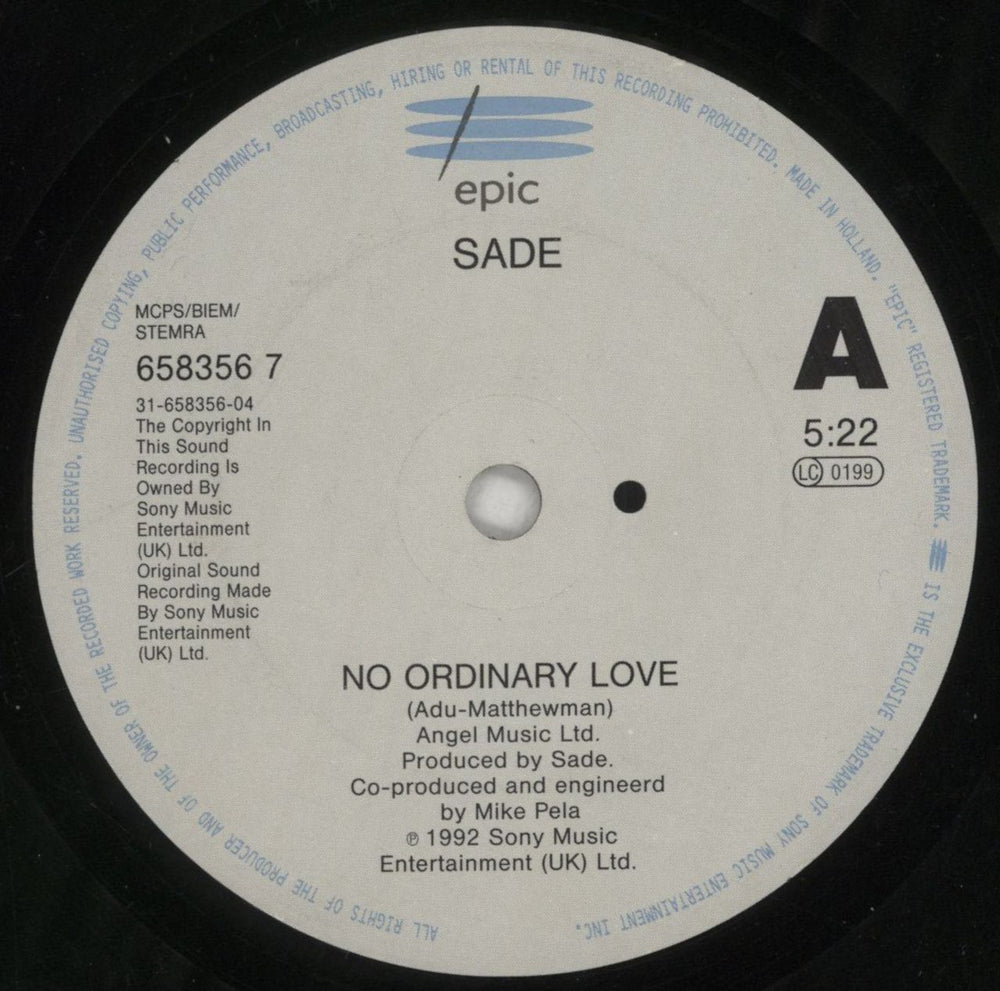 ALL RIGHTS OF THE PRODUCER AND OF THE OWNER OF THE RECORDED WORK RESERVED. UNAUTHORISED COPYING, PUBLIC PERFORMANCE, BROADCASTING, HIRING OR RENTAL OF THIS RECORDING PROHIBITED. MADE IN HOLLAND. "EPIC" REGISTERED TRADEMARK. IS THE EXCLUSIVE TRADEMARK OF SONY MUSIC ENTERTAINMENT INC.
epic
SADE
MCPS/BIEM/
STEMRA
658356 7
31-658356-04
The Copyright In
This Sound
Recording Is
Owned By
Sony Music
Entertainment
(UK) Ltd.
Original Sound
Recording Made
By Sony Music
Entertainment
(UK) Ltd.
A
5:22
LC 0199
NO ORDINARY LOVE
(Adu-Matthewman)
Angel Music Ltd.
Produced by Sade.
Co-produced and engineerd
by Mike Pela
℗ 1992 Sony Music
Entertainment (UK) Ltd.